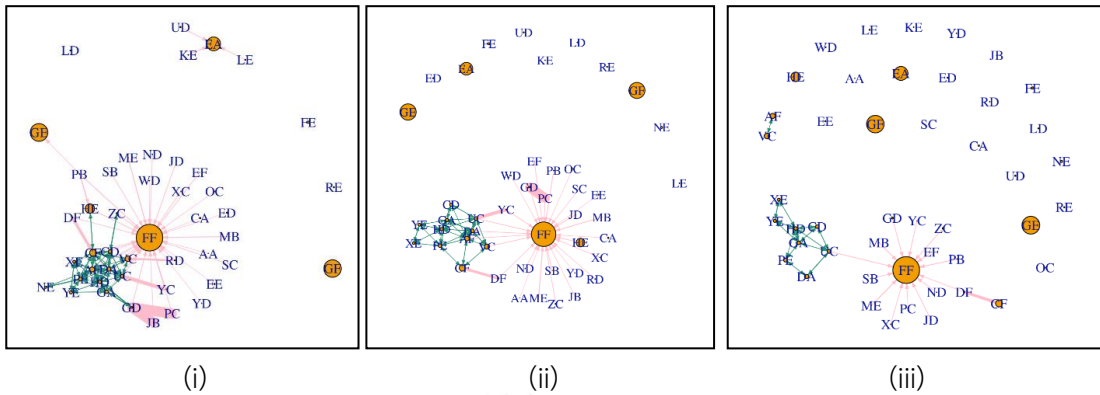 UD
EA
KE
LE
LD
FE
ME
ND
JD
PB
SB
WD
EF
RE
XC
OC
HE
ZC
DF
CA
ED
FF
MB
AA
VC
RD
SC
XE
NE
YE
YC
EE
YD
GD
PC
JB
(i)
UD
FE
LD
KE
RE
EA
ED
NE
LE
EF
PB
OC
WD
GD
PC
SC
EE
YC
JD
MB
YE
XE
FF
HE
CA
XC
CF
DF
ND
SB
YD
RD
AA
ME
ZC
JB
(ii)
LE
KE
YD
WD
JB
HE
AA
EA
ED
FE
RD
AF
VC
EE
SC
LD
CA
NE
UD
XE
RE
YE
GD
YC
ZC
CA
MB
EF
PB
PE
DA
FF
OC
SB
ND
DF
CF
ME
PC
XC
JD
(iii)